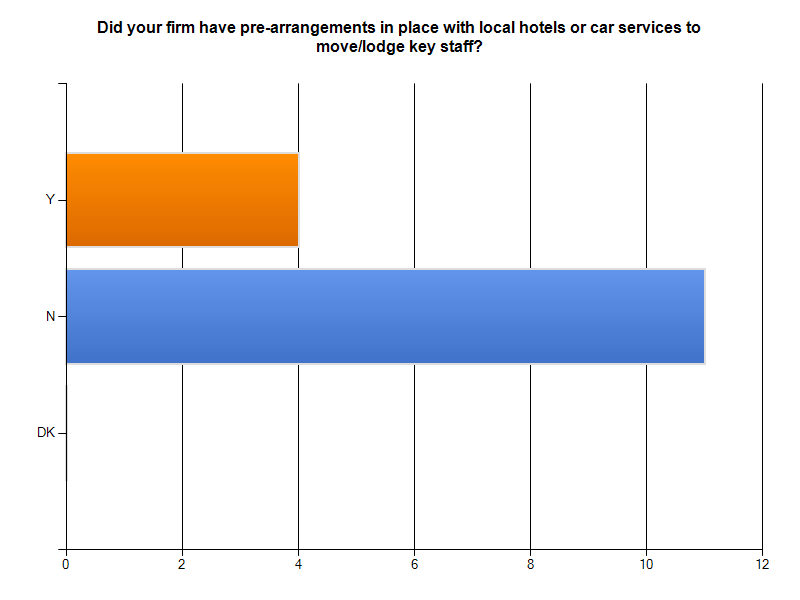 Did your firm have pre-arrangements in place with local hotels or car services to
move/lodge key staff?
Y
N
DK
0 2 4 6 8 10 12